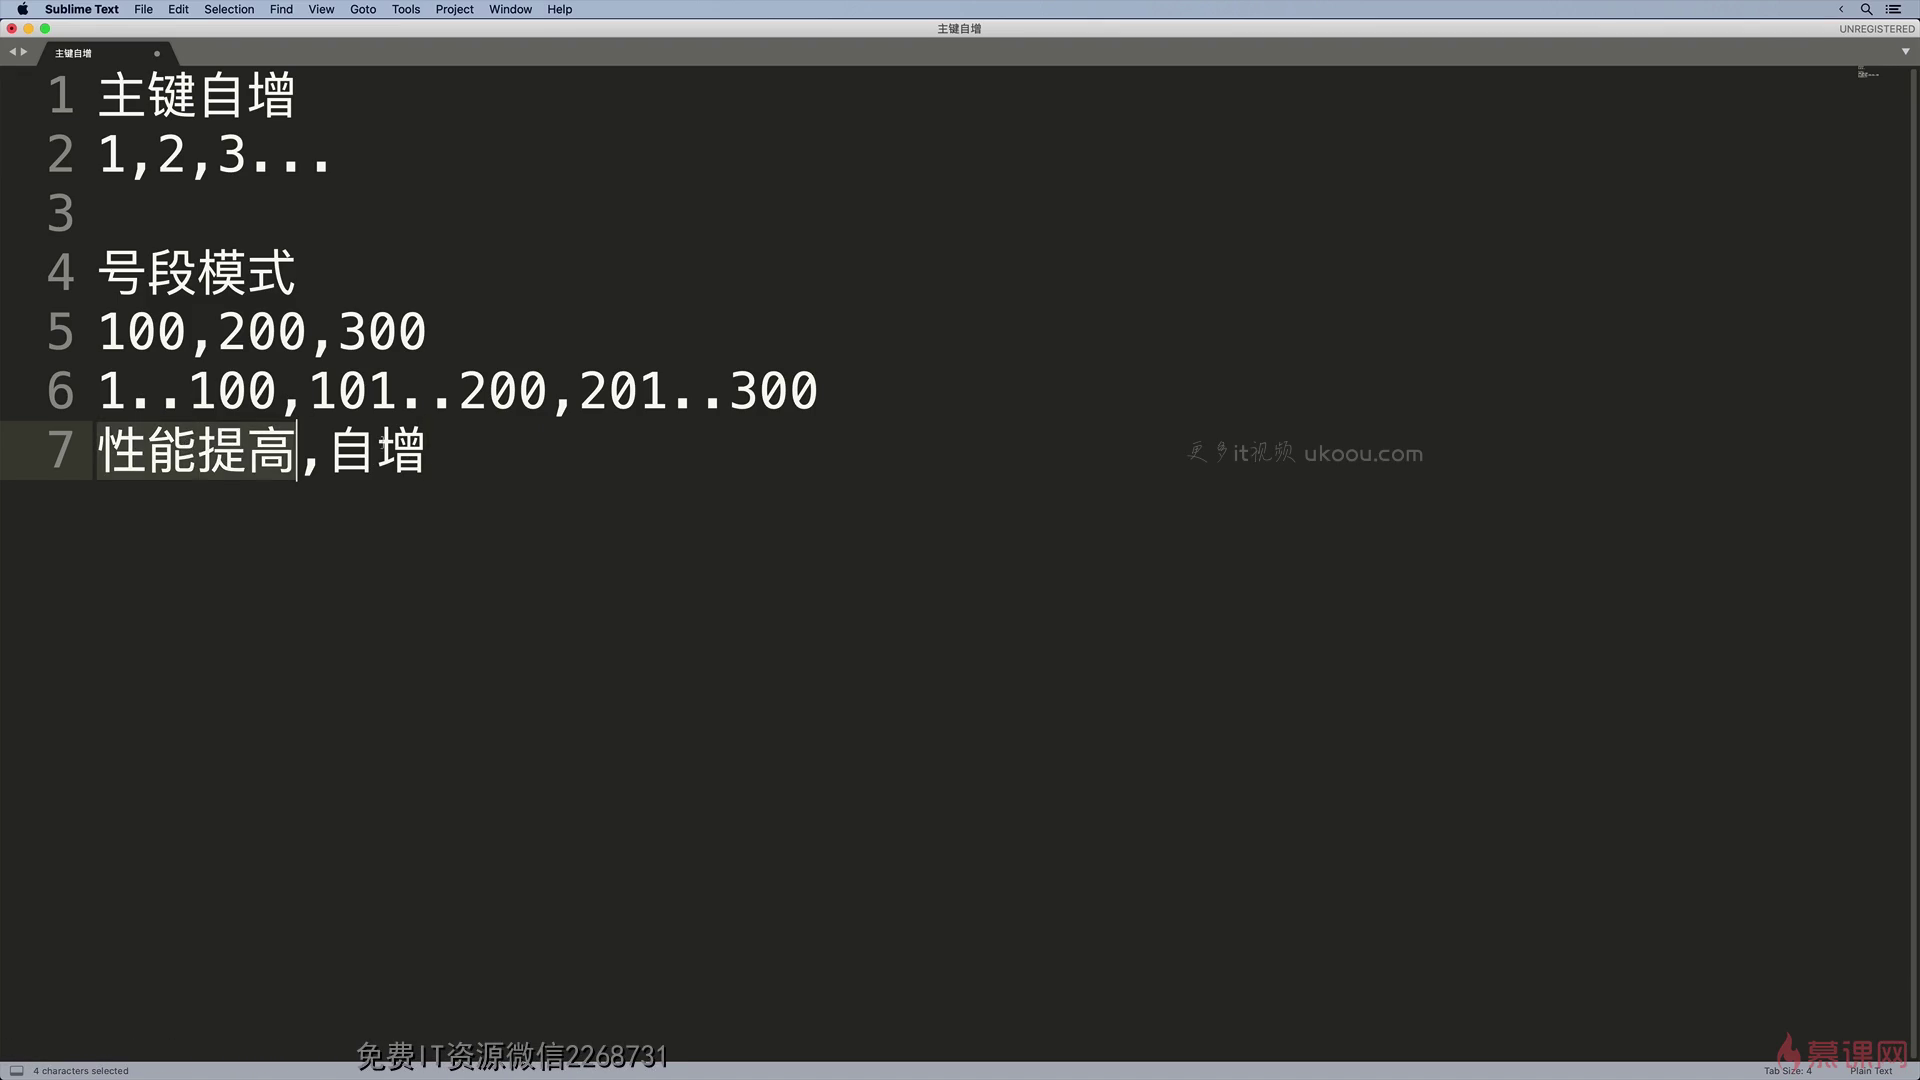 Sublime Text File Edit Selection Find View Goto Tools Project Window Help
主键自增
UNREGISTERED
主键自增
1 主键自增
2 1,2,3...
3
4 号段模式
5 100,200,300
6 1..100,101..200,201..300
7 性能提高,自增
更多it视频 ukoou.com
免费IT资源微信2268731
慕课网
4 characters selected
Tab Size: 4
Plain Text